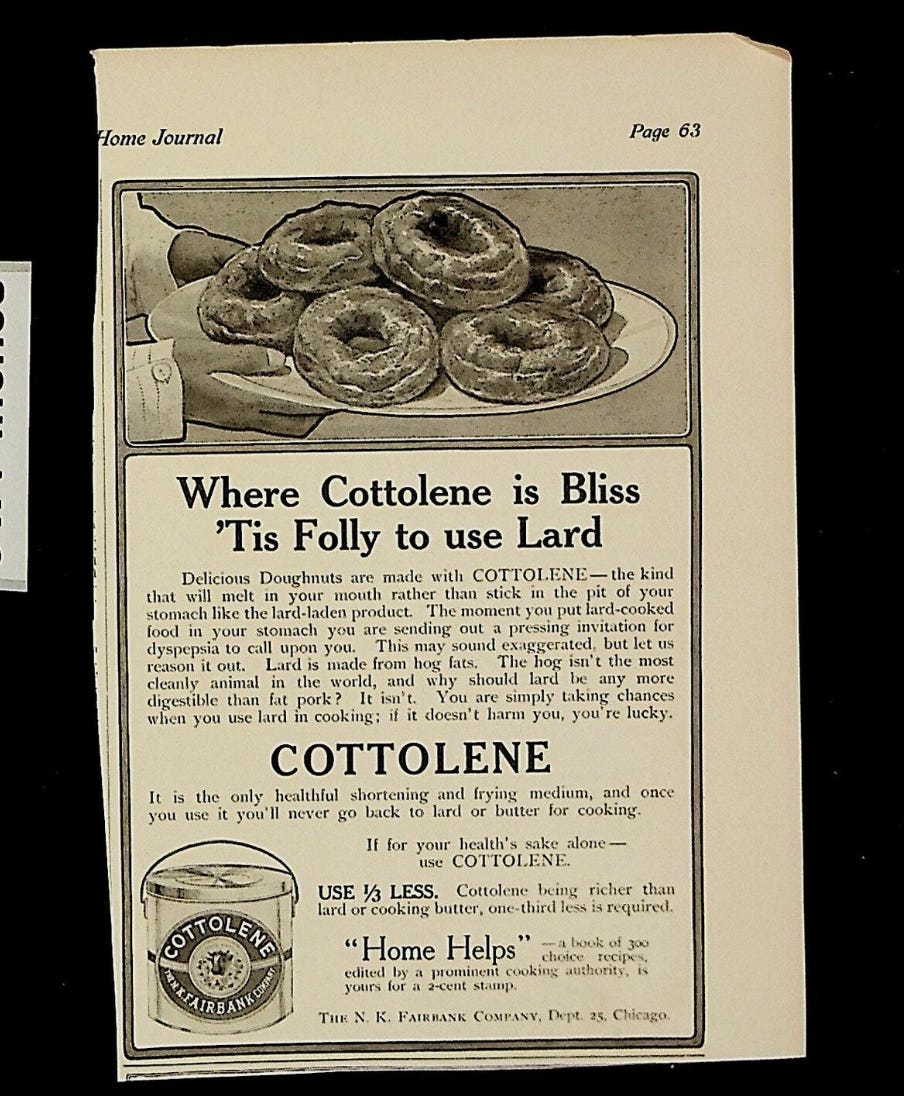 Home Journal
Page 63
Where Cottolene is Bliss
'Tis Folly to use Lard
Delicious Doughnuts are made with COTTOLENE—the kind
that will melt in your mouth rather than stick in the pit of your
stomach like the lard-laden product. The moment you put lard-cooked
food in your stomach you are sending out a pressing invitation for
dyspepsia to call upon you. This may sound exaggerated, but let us
reason it out. Lard is made from hog fats. The hog isn't the most
cleanly animal in the world, and why should lard be any more
digestible than fat pork? It isn't. You are simply taking chances
when you use lard in cooking; if it doesn't harm you, you're lucky.
COTTOLENE
It is the only healthful shortening and frying medium, and once
you use it you'll never go back to lard or butter for cooking.
If for your health's sake alone—
use COTTOLENE.
USE 1/3 LESS. Cottolene being richer than
lard or cooking butter, one-third less is required.
"Home Helps" —a book of 300
choice recipes,
edited by a prominent cooking authority, is
yours for a 2-cent stamp.
THE N. K. FAIRBANK COMPANY, Dept. 25, Chicago.
COTTOLENE
THE N.K. FAIRBANK COMPANY